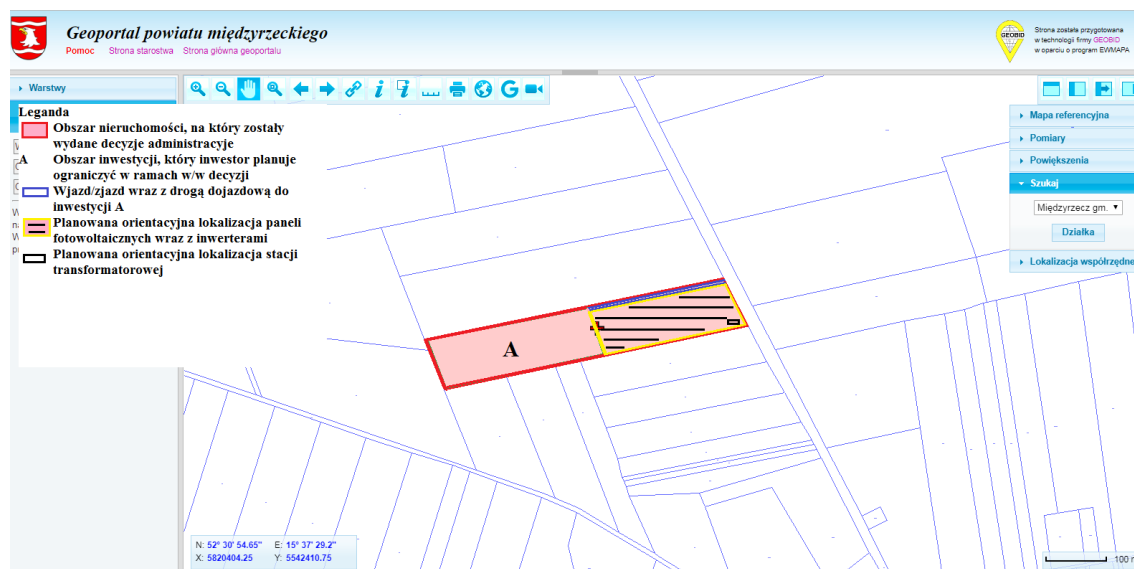 Geoportal powiatu międzyrzeckiego
Pomoc Strona starostwa Strona główna geoportalu
GEOBID
Strona została przygotowana
w technologii firmy GEOBID
w oparciu o program EWMAPA
Warstwy
Leganda
Obszar nieruchomości, na który zostały
wydane decyzje administracyje
A Obszar inwestycji, który inwestor planuje
ograniczyć w ramach w/w decyzji
Wjazd/zjazd wraz z drogą dojazdową do
inwestycji A
Planowana orientacyjna lokalizacja paneli
fotowoltaicznych wraz z inwerterami
Planowana orientacyjna lokalizacja stacji
transformatorowej
A
Mapa referencyjna
Pomiary
Powiększenia
Szukaj
Międzyrzecz gm.
Działka
Lokalizacja współrzędne
N: 52° 30' 54.65" E: 15° 37' 29.2"
X: 5820404.25 Y: 5542410.75
100 m